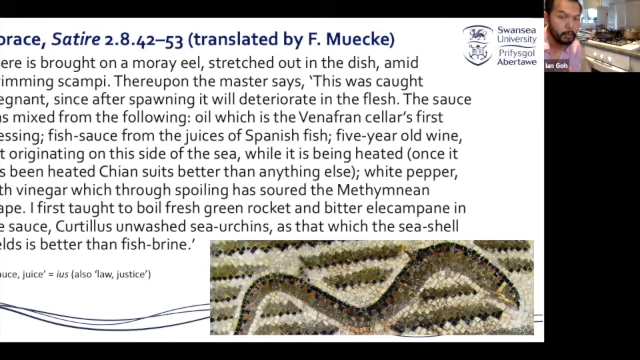 orace, Satire 2.8.42–53 (translated by F. Muecke)
Swansea
University
Prifysgol
Abertawe
ere is brought on a moray eel, stretched out in the dish, amid
imming scampi. Thereupon the master says, ‘This was caught
egnant, since after spawning it will deteriorate in the flesh. The sauce
as mixed from the following: oil which is the Venafran cellar’s first
essing; fish-sauce from the juices of Spanish fish; five-year old wine,
t originating on this side of the sea, while it is being heated (once it
s been heated Chian suits better than anything else); white pepper,
th vinegar which through spoiling has soured the Methymnean
ape. I first taught to boil fresh green rocket and bitter elecampane in
e sauce, Curtillus unwashed sea-urchins, as that which the sea-shell
elds is better than fish-brine.’
auce, juice’ = ius (also ‘law, justice’)
Ian Goh